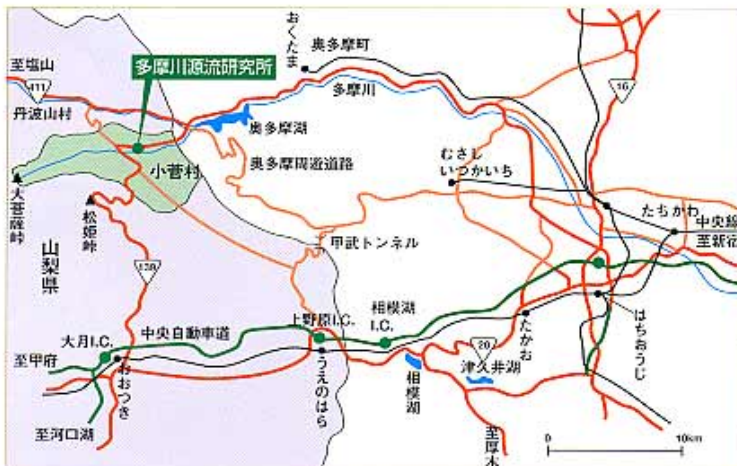 おくたま
奥多摩町
至塩山
多摩川源流研究所
411
16
多摩川
丹波山村
奥多摩湖
むさし
いつかいち
小菅村
奥多摩周遊道路
大菩薩峠
松姫峠
たちかわ
中央線
至新宿
甲武トンネル
山梨県
139
相模湖
I.C.
上野原I.C.
大月I.C.
中央自動車道
はちおうじ
たかお
20
至甲府
おおつき
うえのはら
相模湖
津久井湖
至河口湖
至厚木
0
10km